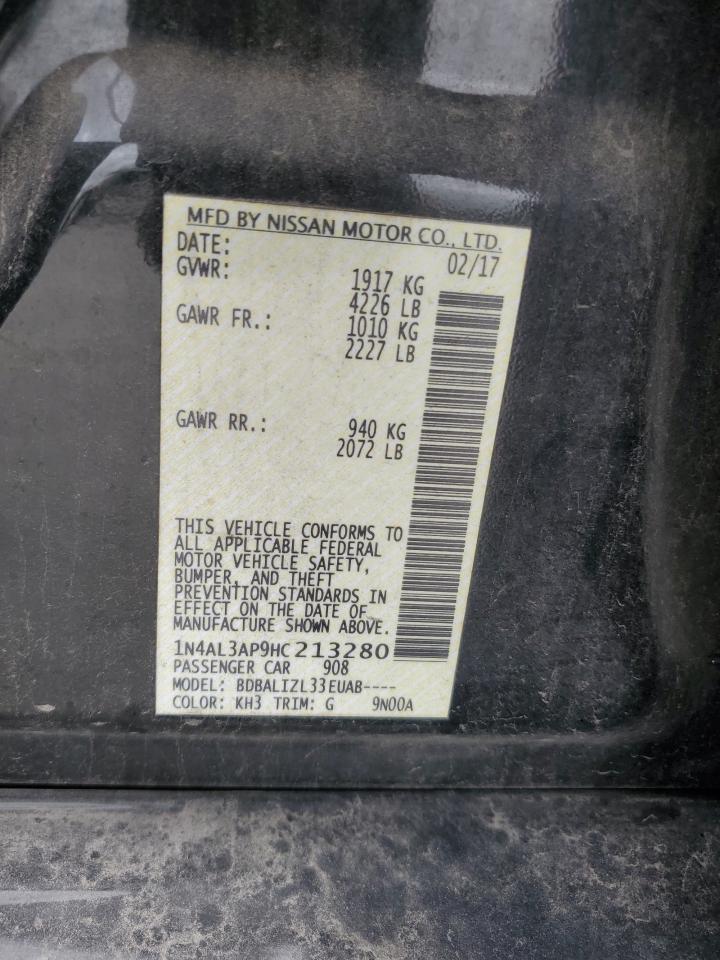 MFD BY NISSAN MOTOR CO., LTD.
DATE: 02/17
GVWR: 1917 KG
4226 LB
GAWR FR.: 1010 KG
2227 LB
GAWR RR.: 940 KG
2072 LB
THIS VEHICLE CONFORMS TO
ALL APPLICABLE FEDERAL
MOTOR VEHICLE SAFETY,
BUMPER, AND THEFT
PREVENTION STANDARDS IN
EFFECT ON THE DATE OF
MANUFACTURE SHOWN ABOVE.
1N4AL3AP9HC213280
PASSENGER CAR 908
MODEL: BDBALIZL33EUAB----
COLOR: KH3 TRIM: G 9N00A